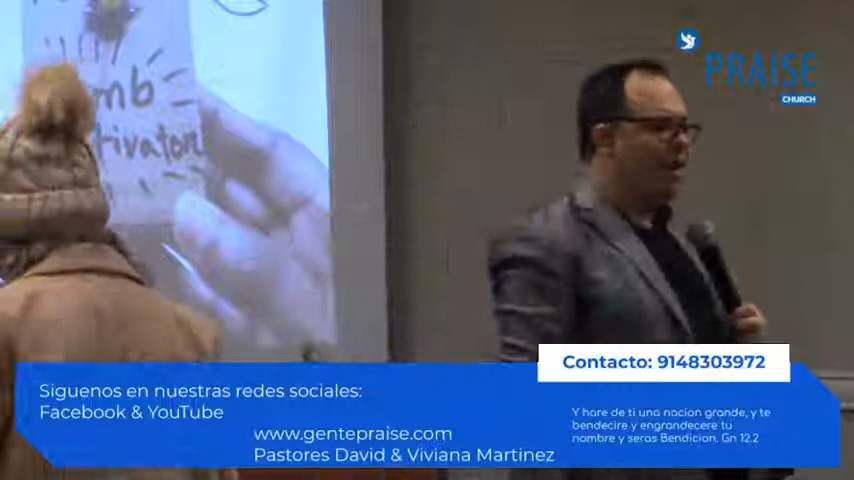 PRAISE
CHURCH
Contacto: 9148303972
Siguenos en nuestras redes sociales:
Facebook & YouTube
www.gentepraise.com
Pastores David & Viviana Martinez
Y hare de ti una nacion grande, y te
bendecire y engrandecere tu
nombre y seras Bendicion. Gn 12.2